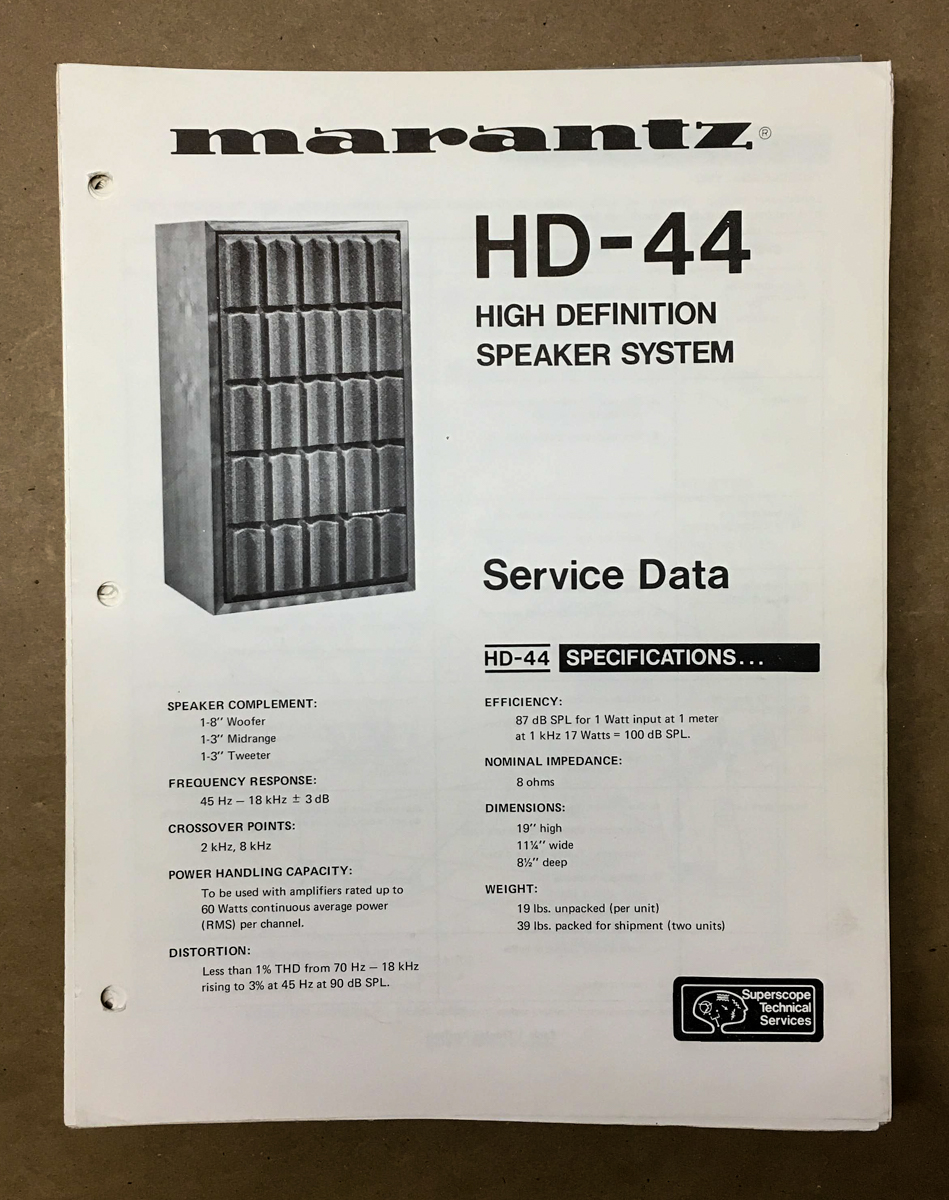 marantz®
HD-44
HIGH DEFINITION
SPEAKER SYSTEM
Service Data
HD-44 SPECIFICATIONS...
SPEAKER COMPLEMENT:
1-8″ Woofer
1-3″ Midrange
1-3″ Tweeter
FREQUENCY RESPONSE:
45 Hz – 18 kHz ± 3 dB
CROSSOVER POINTS:
2 kHz, 8 kHz
POWER HANDLING CAPACITY:
To be used with amplifiers rated up to
60 Watts continuous average power
(RMS) per channel.
DISTORTION:
Less than 1% THD from 70 Hz – 18 kHz
rising to 3% at 45 Hz at 90 dB SPL.
EFFICIENCY:
87 dB SPL for 1 Watt input at 1 meter
at 1 kHz 17 Watts = 100 dB SPL.
NOMINAL IMPEDANCE:
8 ohms
DIMENSIONS:
19″ high
11¼″ wide
8½″ deep
WEIGHT:
19 lbs. unpacked (per unit)
39 lbs. packed for shipment (two units)
Superscope
Technical
Services